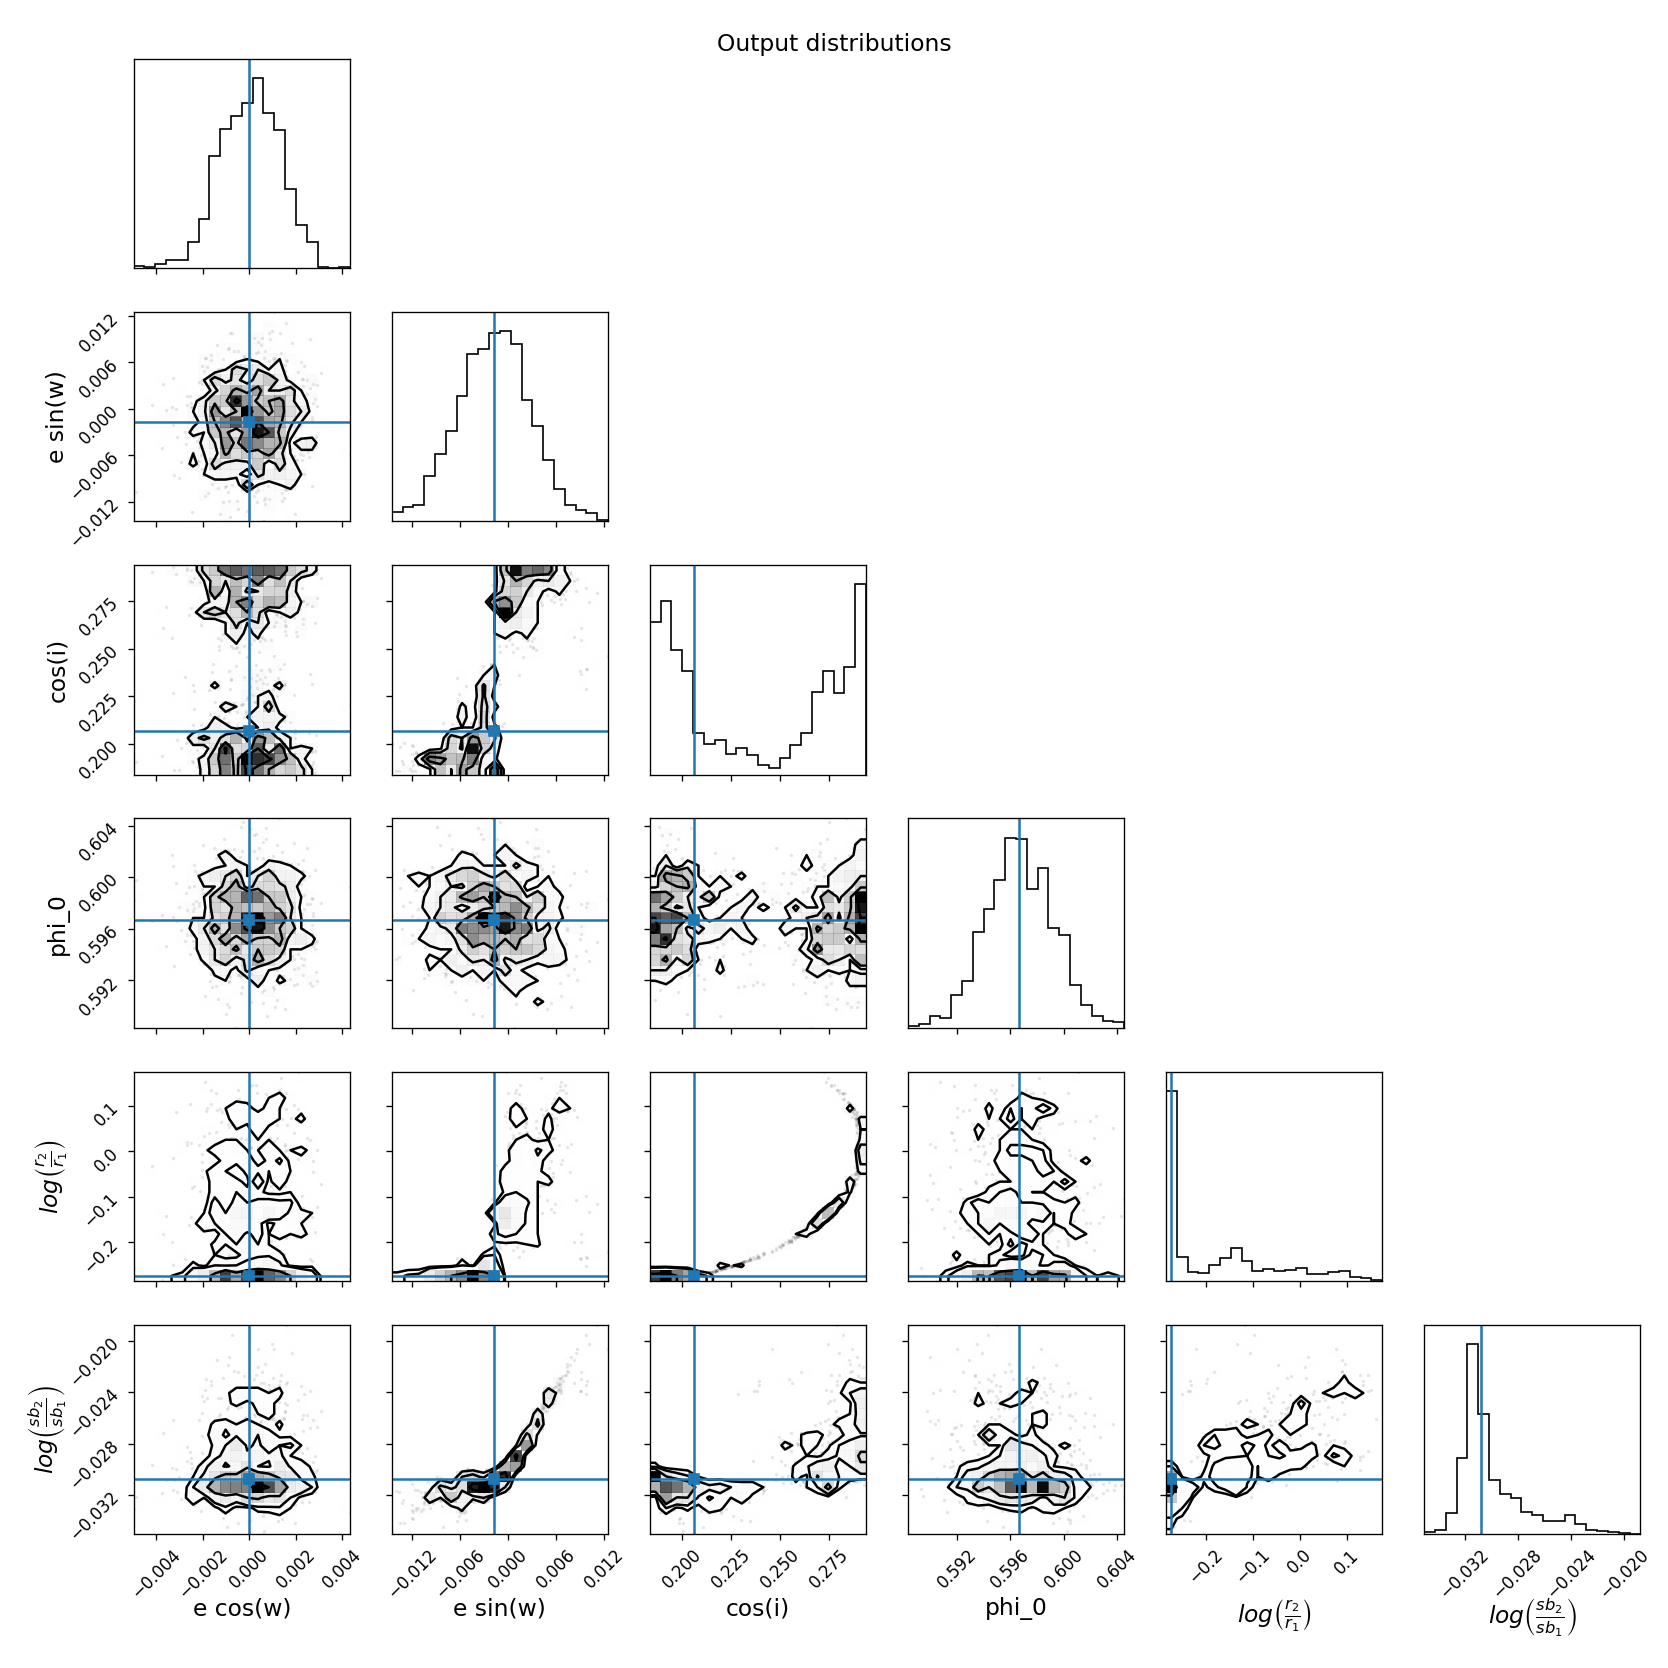 Output distributions
0.012
0.006
0.000
−0.006
−0.012
e sin(w)
0.275
0.250
0.225
0.200
cos(i)
0.604
0.600
0.596
0.592
phi_0
0.1
0.0
−0.1
−0.2
log(r₂/r₁)
−0.020
−0.024
−0.028
−0.032
log(sb₂/sb₁)
−0.004 −0.002 0.000 0.002 0.004
e cos(w)
−0.012 −0.006 0.000 0.006 0.012
e sin(w)
0.200 0.225 0.250 0.275
cos(i)
0.592 0.596 0.600 0.604
phi_0
−0.2 −0.1 0.0 0.1
log(r₂/r₁)
−0.032 −0.028 −0.024 −0.020
log(sb₂/sb₁)